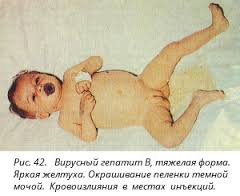 Рис. 42. Вирусный гепатит В, тяжелая форма.
Яркая желтуха. Окрашивание пеленки темной
мочой. Кровоизлияния в местах инъекций.